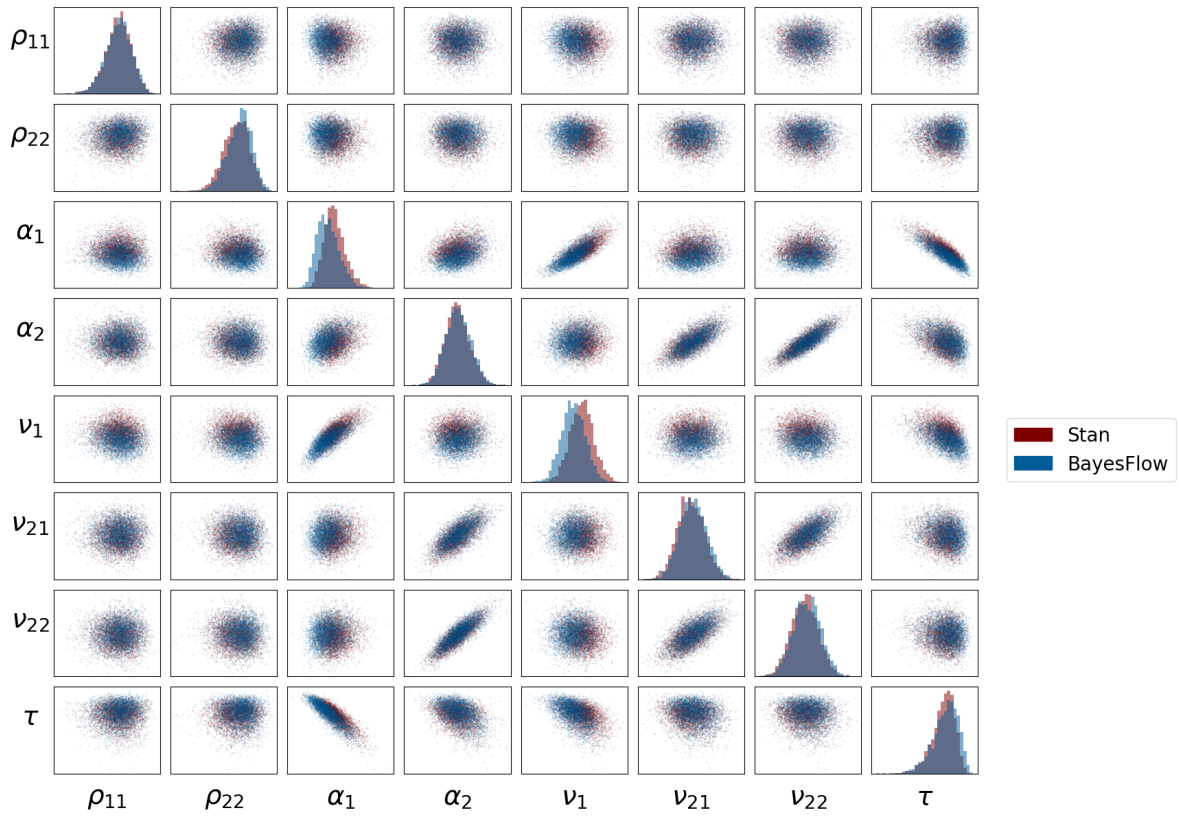 ρ₁₁
ρ₂₂
α₁
α₂
ν₁
ν₂₁
ν₂₂
τ
ρ₁₁ ρ₂₂ α₁ α₂ ν₁ ν₂₁ ν₂₂ τ
Stan
BayesFlow